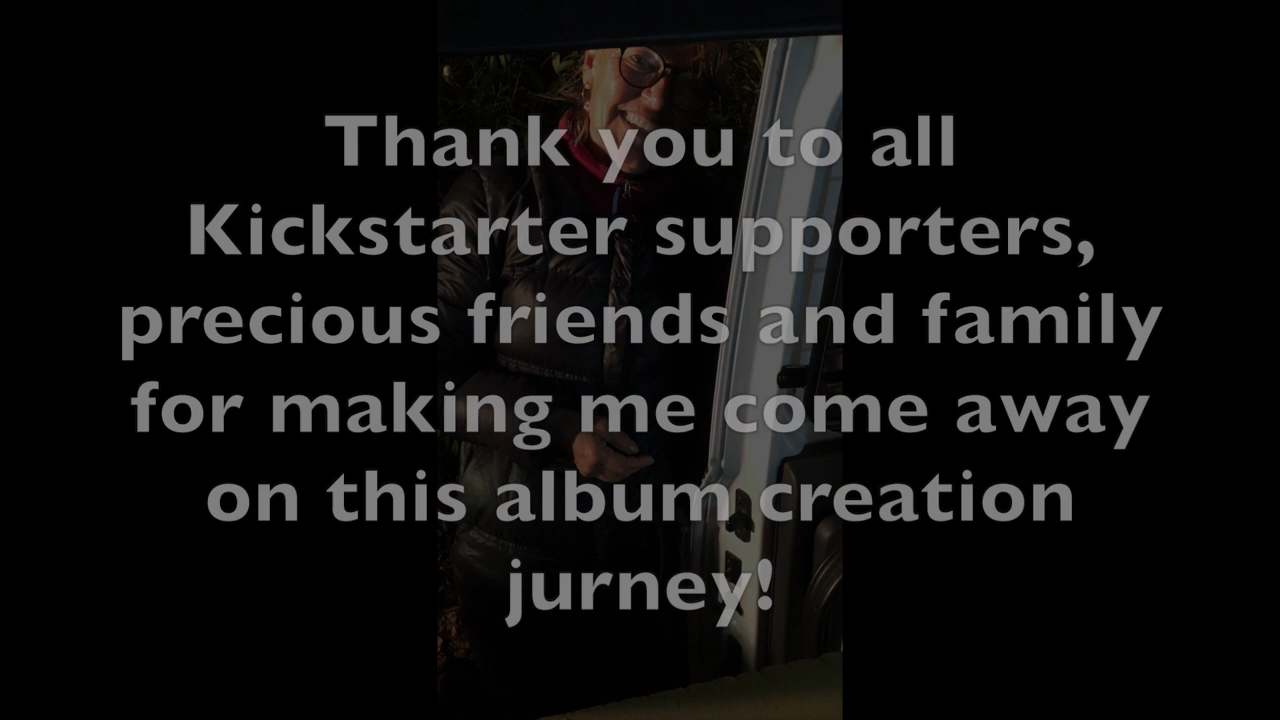 Thank you to all
Kickstarter supporters,
precious friends and family
for making me come away
on this album creation
jurney!